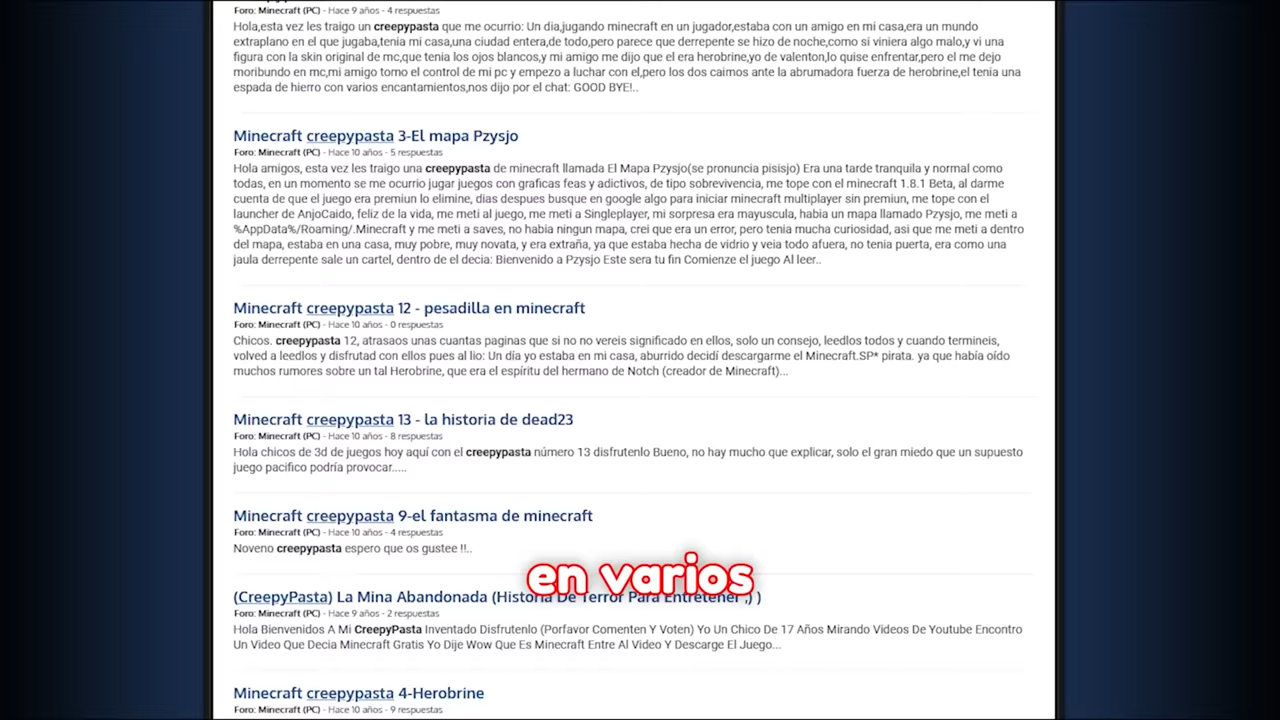 Foro: Minecraft (PC) - Hace 9 años - 4 respuestas
Hola,esta vez les traigo un creepypasta que me ocurrio: Un dia,jugando minecraft en un jugador,estaba con un amigo en mi casa,era un mundo
extraplano en el que jugaba,tenia mi casa,una ciudad entera,de todo,pero parece que derrepente se hizo de noche,como si viniera algo malo,y vi una
figura con la skin original de mc,que tenia los ojos blancos,y mi amigo me dijo que el era herobrine,yo de valenton,lo quise enfrentar,pero el me dejo
moribundo en mc,mi amigo tomo el control de mi pc y empezo a luchar con el,pero los dos caimos ante la abrumadora fuerza de herobrine,el tenia una
espada de hierro con varios encantamientos,nos dijo por el chat: GOOD BYE!..
Minecraft creepypasta 3-El mapa Pzysjo
Foro: Minecraft (PC) - Hace 10 años - 5 respuestas
Hola amigos, esta vez les traigo una creepypasta de minecraft llamada El Mapa Pzysjo(se pronuncia pisisjo) Era una tarde tranquila y normal como
todas, en un momento se me ocurrio jugar juegos con graficas feas y adictivos, de tipo sobrevivencia, me tope con el minecraft 1.8.1 Beta, al darme
cuenta de que el juego era premiun lo elimine, dias despues busque en google algo para iniciar minecraft multiplayer sin premiun, me tope con el
launcher de AnjoCaido, feliz de la vida, me meti al juego, me meti a Singleplayer, mi sorpresa era mayuscula, habia un mapa llamado Pzysjo, me meti a
%AppData%/Roaming/.Minecraft y me meti a saves, no habia ningun mapa, crei que era un error, pero tenia mucha curiosidad, asi que me meti a dentro
del mapa, estaba en una casa, muy pobre, muy novata, y era extraña, ya que estaba hecha de vidrio y veia todo afuera, no tenia puerta, era como una
jaula derrepente sale un cartel, dentro de el decia: Bienvenido a Pzysjo Este sera tu fin Comienze el juego Al leer..
Minecraft creepypasta 12 - pesadilla en minecraft
Foro: Minecraft (PC) - Hace 10 años - 0 respuestas
Chicos. creepypasta 12, atrasaos unas cuantas paginas que si no no vereis significado en ellos, solo un consejo, leedlos todos y cuando termineis,
volved a leedlos y disfrutad con ellos pues al lio: Un día yo estaba en mi casa, aburrido decidí descargarme el Minecraft.SP* pirata. ya que había oído
muchos rumores sobre un tal Herobrine, que era el espíritu del hermano de Notch (creador de Minecraft)...
Minecraft creepypasta 13 - la historia de dead23
Foro: Minecraft (PC) - Hace 10 años - 8 respuestas
Hola chicos de 3d de juegos hoy aquí con el creepypasta número 13 disfrutenlo Bueno, no hay mucho que explicar, solo el gran miedo que un supuesto
juego pacifico podría provocar.....
Minecraft creepypasta 9-el fantasma de minecraft
Foro: Minecraft (PC) - Hace 10 años - 4 respuestas
Noveno creepypasta espero que os gustee !!..
en varios
(CreepyPasta) La Mina Abandonada (Historia De Terror Para Entretener ;) )
Foro: Minecraft (PC) - Hace 9 años - 2 respuestas
Hola Bienvenidos A Mi CreepyPasta Inventado Disfrutenlo (Porfavor Comenten Y Voten) Yo Un Chico De 17 Años Mirando Videos De Youtube Encontro
Un Video Que Decia Minecraft Gratis Yo Dije Wow Que Es Minecraft Entre Al Video Y Descarge El Juego...
Minecraft creepypasta 4-Herobrine
Foro: Minecraft (PC) - Hace 10 años - 9 respuestas